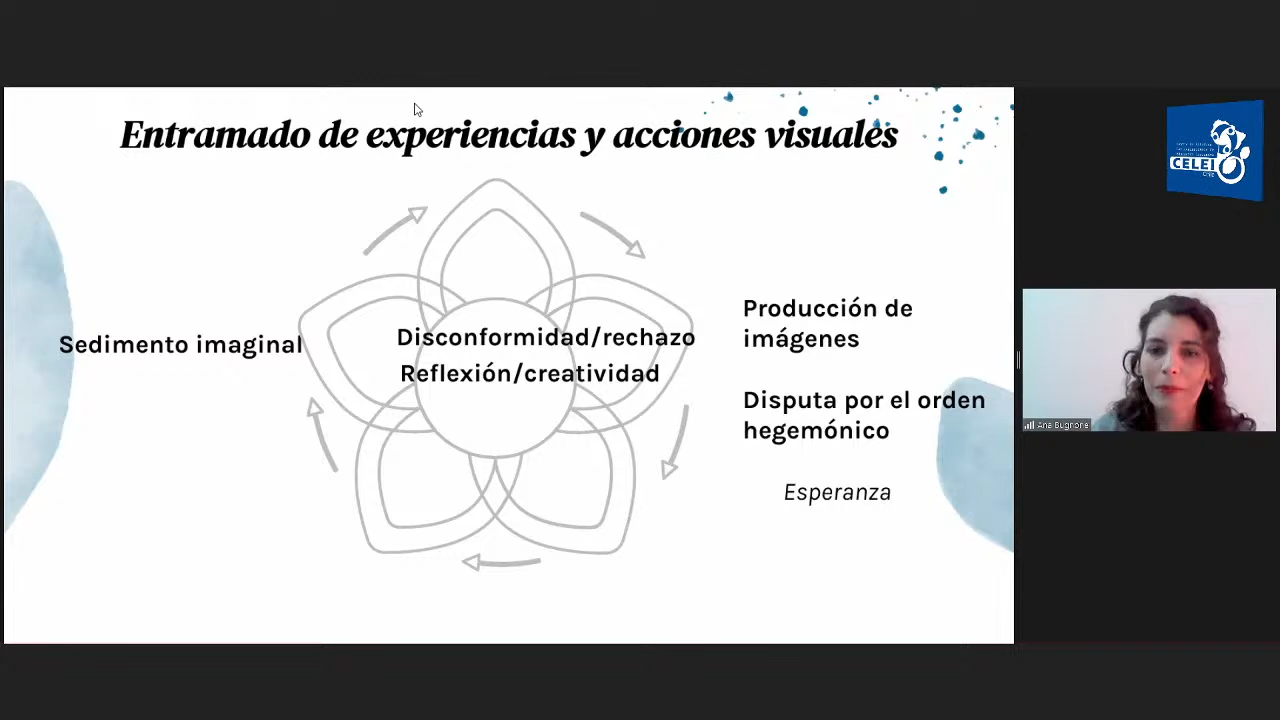 Entramado de experiencias y acciones visuales
Sedimento imaginal
Disconformidad/rechazo
Reflexión/creatividad
Producción de
imágenes
Disputa por el orden
hegemónico
Esperanza
CELEI
Ana Bugnone